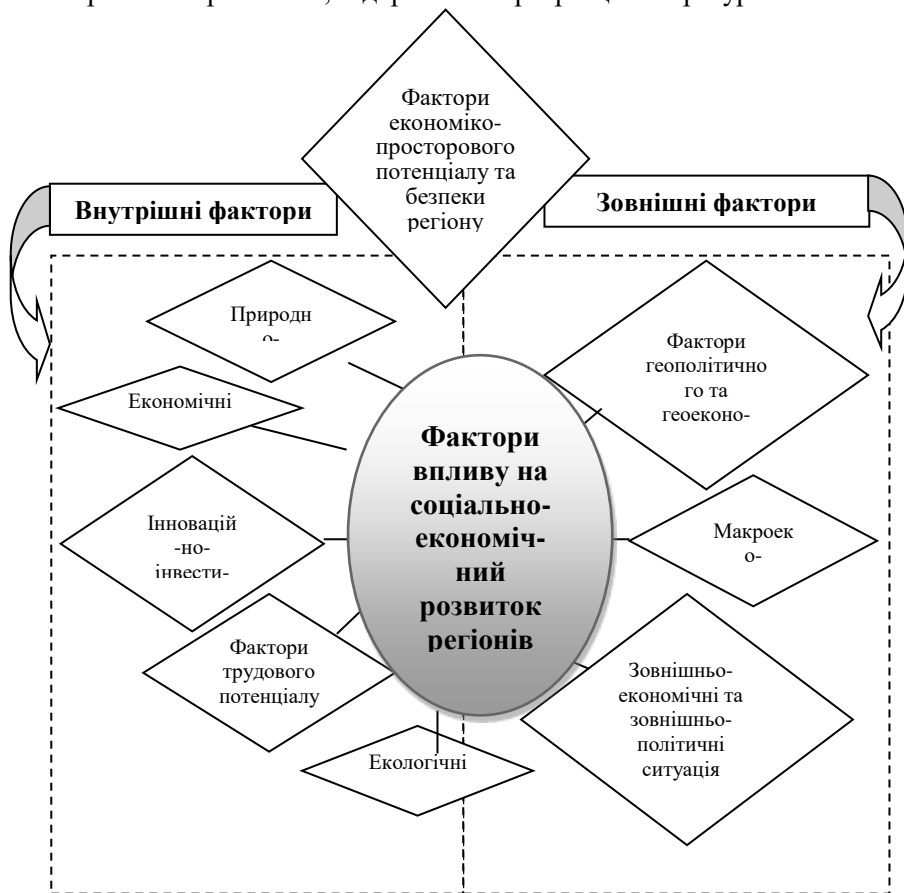 Фактори
економіко-
просторового
потенціалу та
безпеки
регіону
Внутрішні фактори
Зовнішні фактори
Природн
о-
Економічні
Інновацій
-но-
інвести-
Фактори
трудового
потенціалу
Екологічні
Фактори
впливу на
соціально-
економіч-
ний
розвиток
регіонів
Фактори
геополітично
го та
геоеконо-
Макроек
о-
Зовнішньо-
економічні та
зовнішньо-
політичні
ситуація